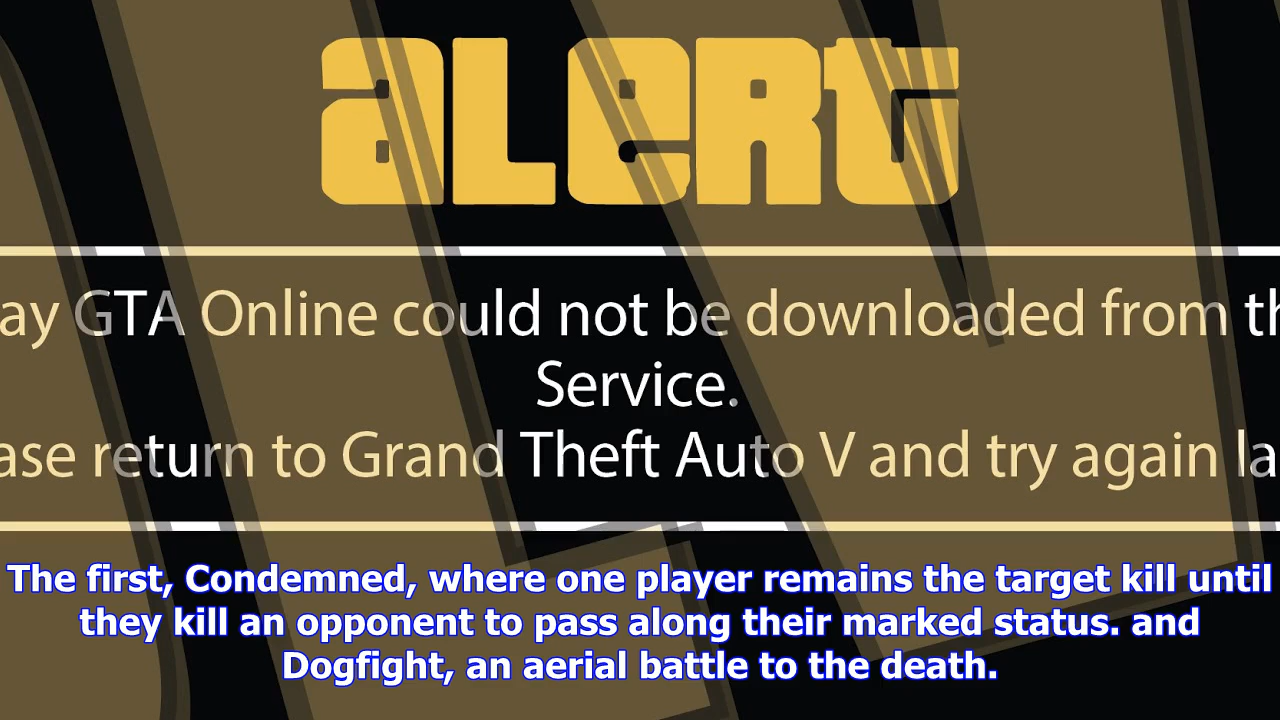 aLeRt
ay GTA Online could not be downloaded from th
Service.
ase return to Grand Theft Auto V and try again la
The first, Condemned, where one player remains the target kill until
they kill an opponent to pass along their marked status. and
Dogfight, an aerial battle to the death.